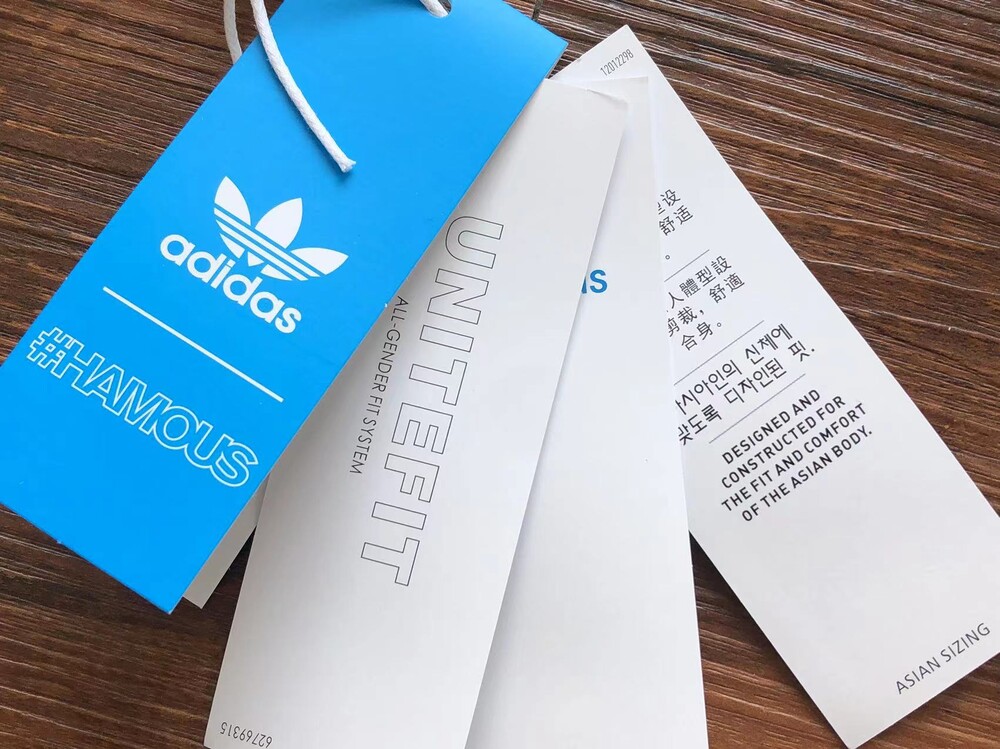 adidas
#HAMOUS
UNITEFIT
ALL-GENDER FIT SYSTEM
62769315
12012298
型设
舒适
。
人體型設
剪裁，舒適
合身。
시아인의 신체에
맞도록 디자인된 핏.
DESIGNED AND
CONSTRUCTED FOR
THE FIT AND COMFORT
OF THE ASIAN BODY.
ASIAN SIZING